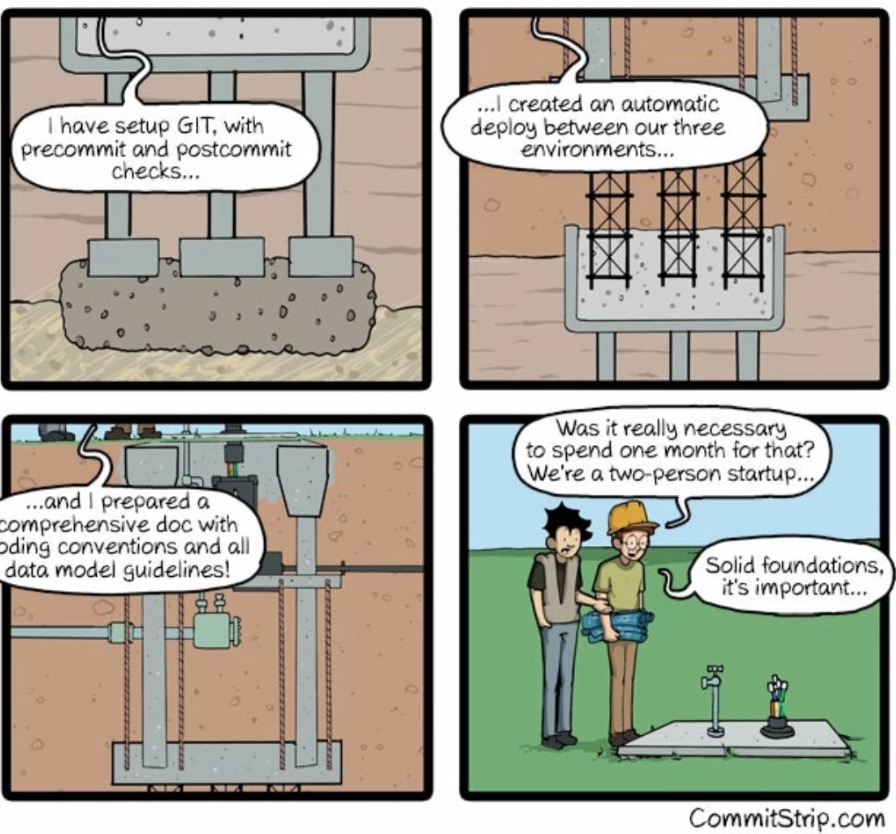 I have setup GIT, with
precommit and postcommit
checks...
...I created an automatic
deploy between our three
environments...
...and I prepared a
comprehensive doc with
oding conventions and all
data model guidelines!
Was it really necessary
to spend one month for that?
We're a two-person startup...
Solid foundations,
it's important...
CommitStrip.com